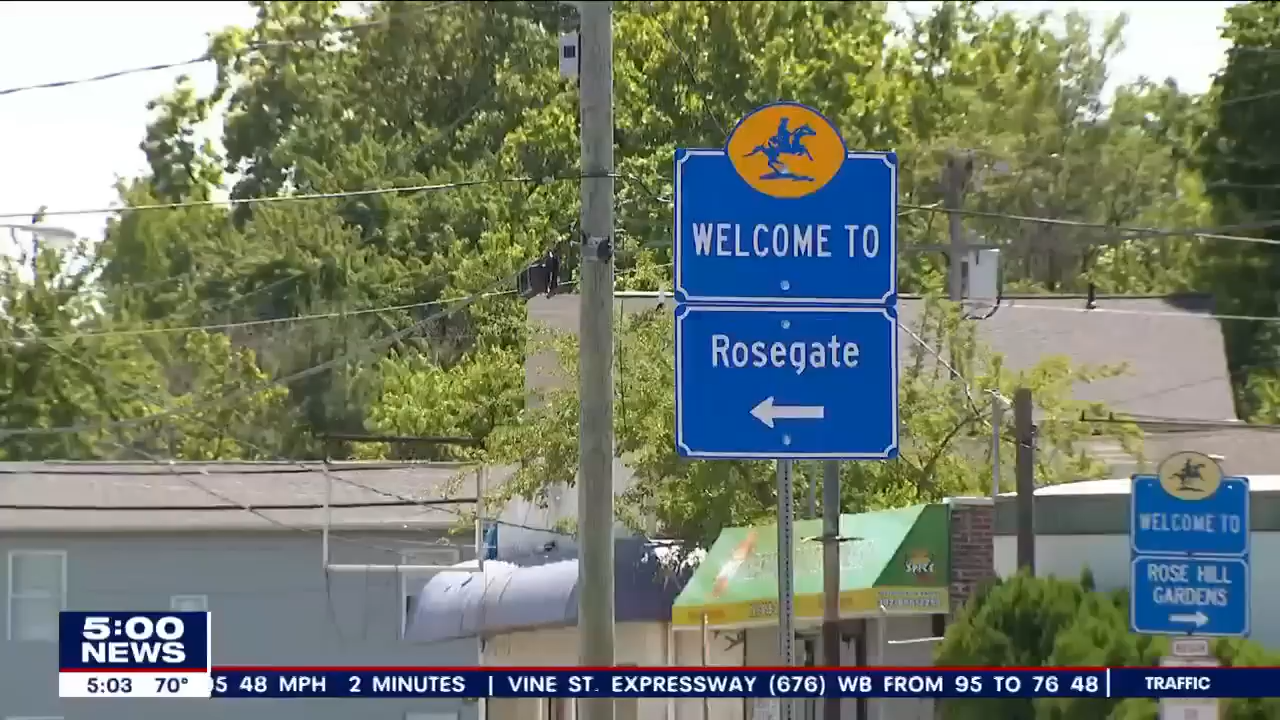 WELCOME TO
Rosegate
WELCOME TO
ROSE HILL
GARDENS
SPICE
5:00
NEWS
5:03 70°
95 48 MPH 2 MINUTES | VINE ST. EXPRESSWAY (676) WB FROM 95 TO 76 48
TRAFFIC